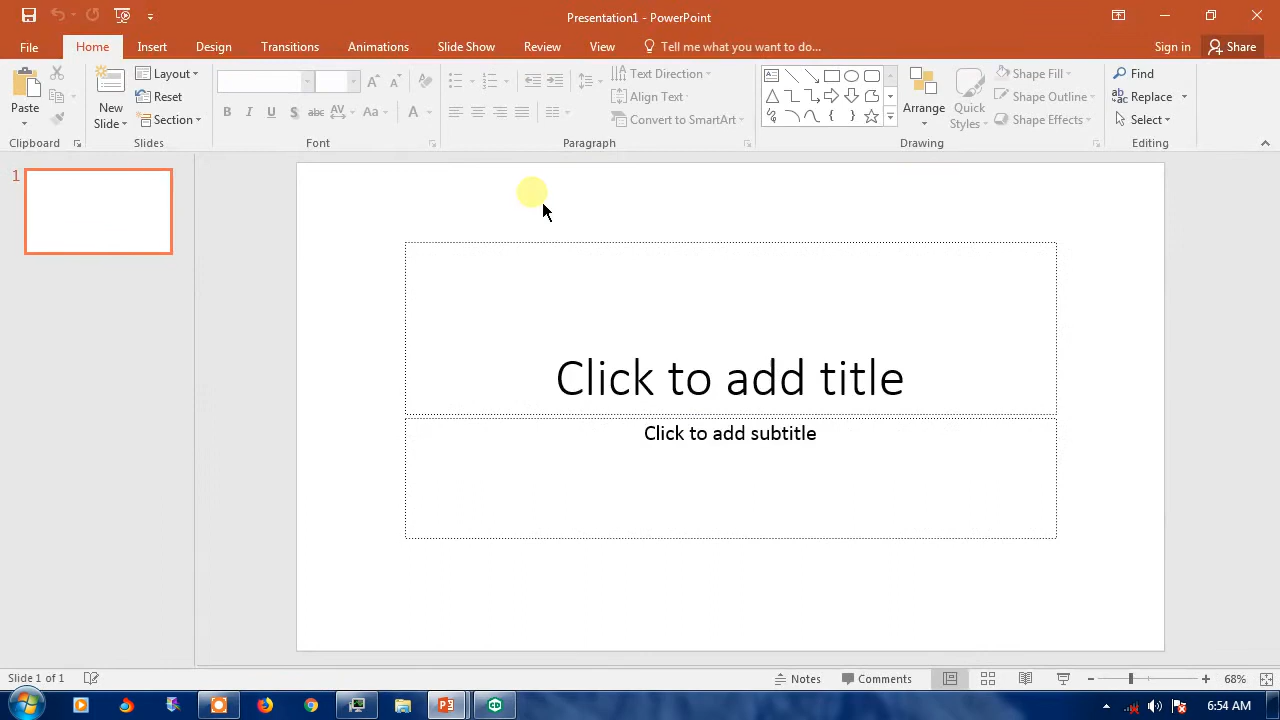 Presentation1 - PowerPoint
File
Home
Insert
Design
Transitions
Animations
Slide Show
Review
View
Tell me what you want to do...
Sign in
Share
Paste
Clipboard
New
Slide
Layout
Reset
Section
Slides
B I U S abc AV Aa A
Font
Text Direction
Align Text
Convert to SmartArt
Paragraph
Arrange
Quick
Styles
Shape Fill
Shape Outline
Shape Effects
Drawing
Find
Replace
Select
Editing
1
Click to add title
Click to add subtitle
Slide 1 of 1
Notes
Comments
68%
6:54 AM